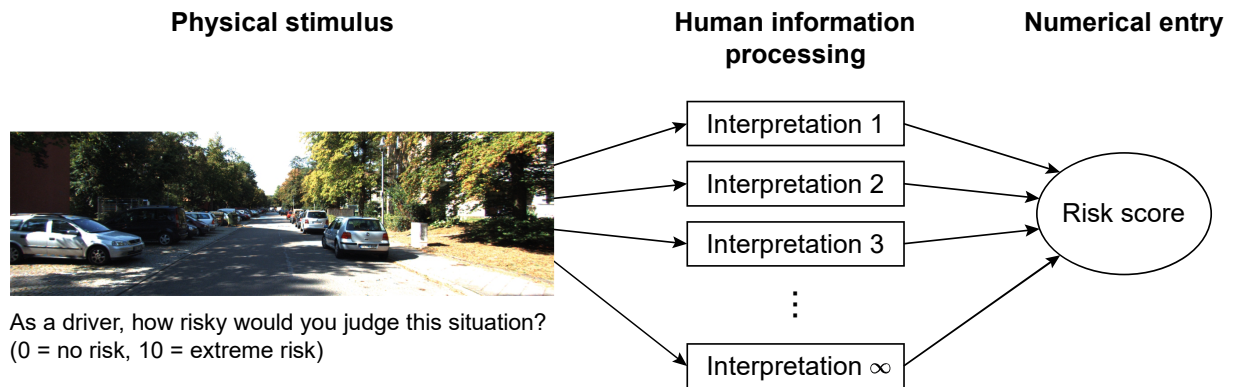 Physical stimulus
Human information
processing
Numerical entry
Interpretation 1
Interpretation 2
Interpretation 3
⋮
Interpretation ∞
Risk score
As a driver, how risky would you judge this situation?
(0 = no risk, 10 = extreme risk)